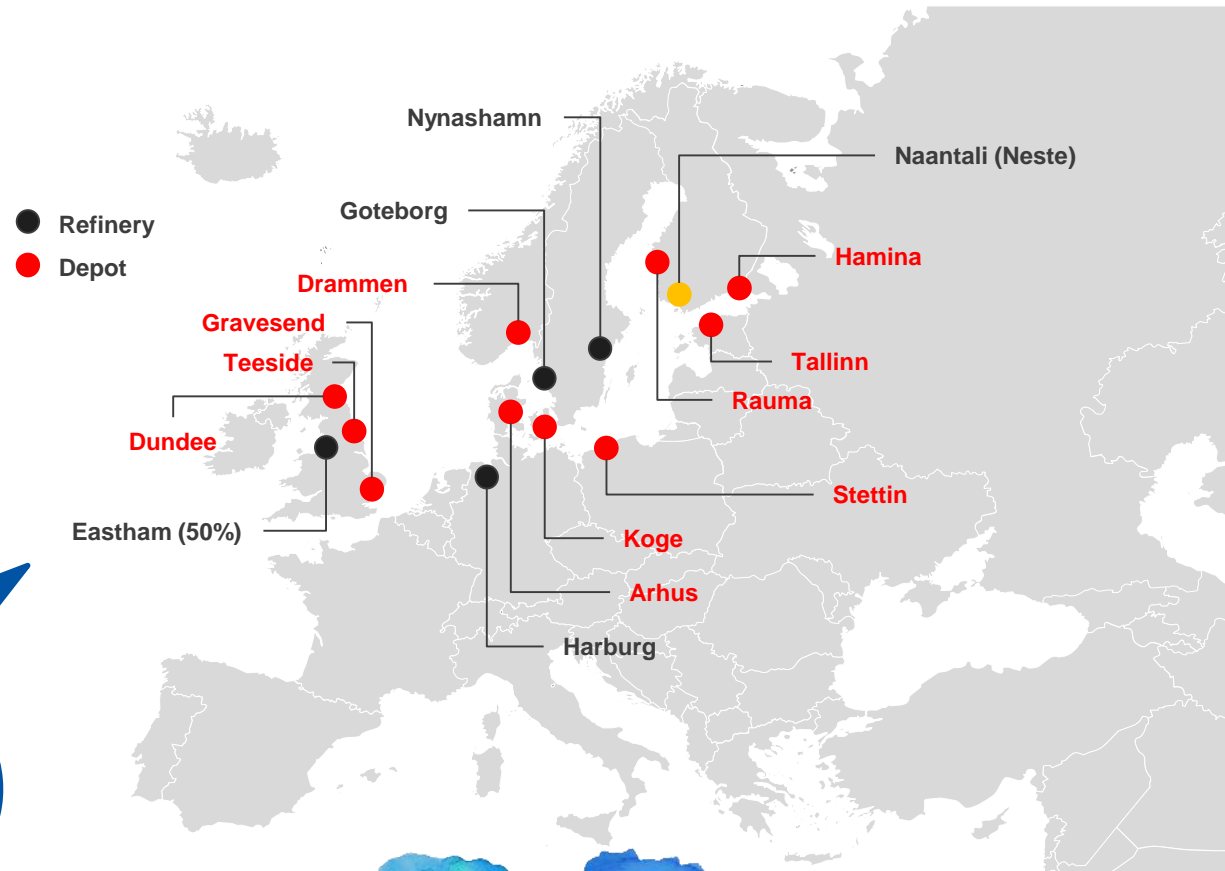 Nynashamn
Naantali (Neste)
Goteborg
Refinery
Depot
Hamina
Drammen
Gravesend
Teeside
Tallinn
Rauma
Dundee
Stettin
Eastham (50%)
Koge
Arhus
Harburg